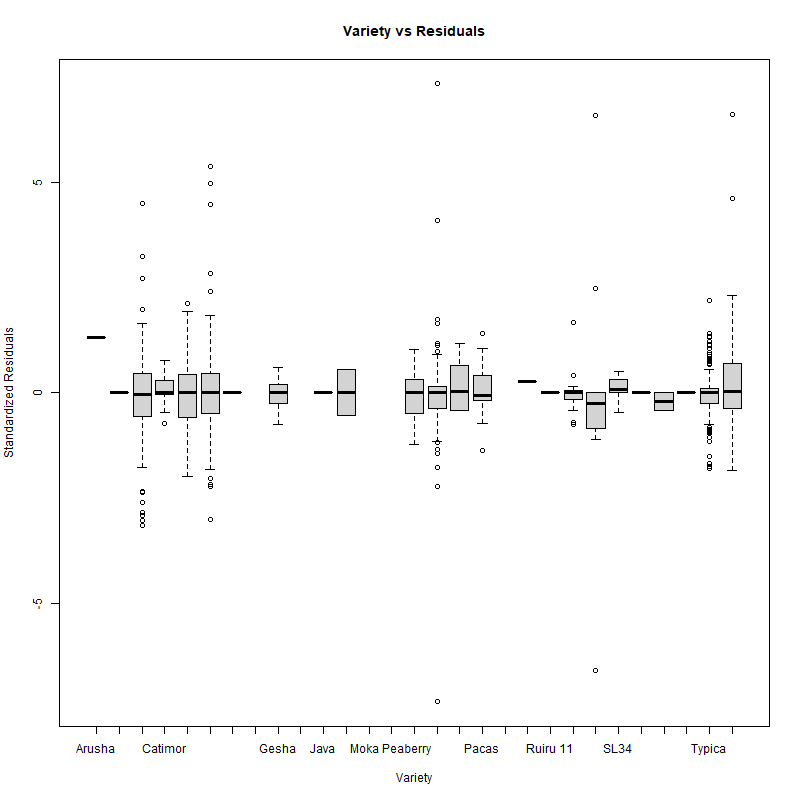 Variety vs Residuals
Standardized Residuals
5
0
-5
Arusha Catimor Gesha Java Moka Peaberry Pacas Ruiru 11 SL34 Typica
Variety